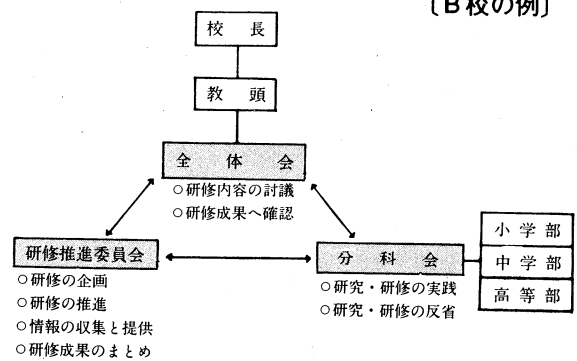 〔B校の例〕
校長
教頭
全体会
○研修内容の討議
○研修成果へ確認
研修推進委員会
○研修の企画
○研修の推進
○情報の収集と提供
○研修成果のまとめ
分科会
○研究・研修の実践
○研究・研修の反省
小学部
中学部
高等部